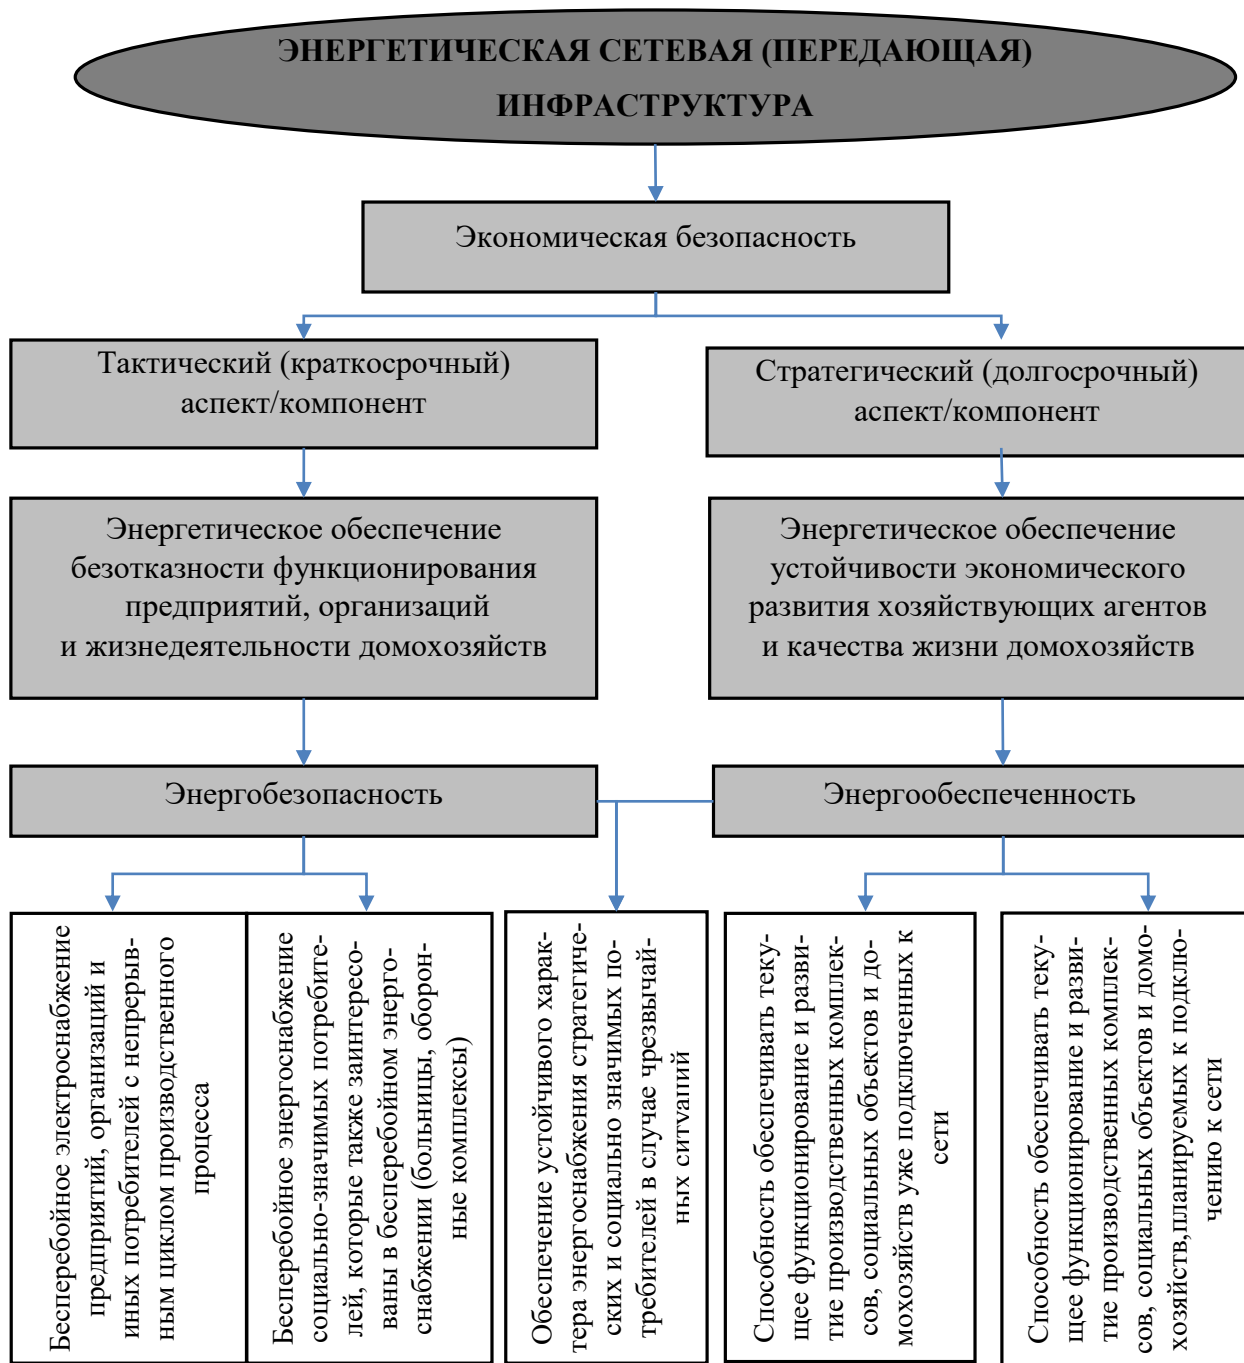 ЭНЕРГЕТИЧЕСКАЯ СЕТЕВАЯ (ПЕРЕДАЮЩАЯ)
ИНФРАСТРУКТУРА
Экономическая безопасность
Тактический (краткосрочный)
аспект/компонент
Стратегический (долгосрочный)
аспект/компонент
Энергетическое обеспечение
безотказности функционирования
предприятий, организаций
и жизнедеятельности домохозяйств
Энергетическое обеспечение
устойчивости экономического
развития хозяйствующих агентов
и качества жизни домохозяйств
Энергобезопасность
Энергообеспеченность
Бесперебойное электроснабжение
предприятий, организаций и
иных потребителей с непрерыв-
ным циклом производственного
процесса
Бесперебойное энергоснабжение
социально-значимых потребите-
лей, которые также заинтересо-
ваны в бесперебойном энерго-
снабжении (больницы, оборон-
ные комплексы)
Обеспечение устойчивого харак-
тера энергоснабжения стратегиче-
ских и социально значимых по-
требителей в случае чрезвычай-
ных ситуаций
Способность обеспечивать теку-
щее функционирование и разви-
тие производственных комплек-
сов, социальных объектов и до-
мохозяйств уже подключенных к
сети
Способность обеспечивать теку-
щее функционирование и разви-
тие производственных комплек-
сов, социальных объектов и домо-
хозяйств,планируемых к подклю-
чению к сети